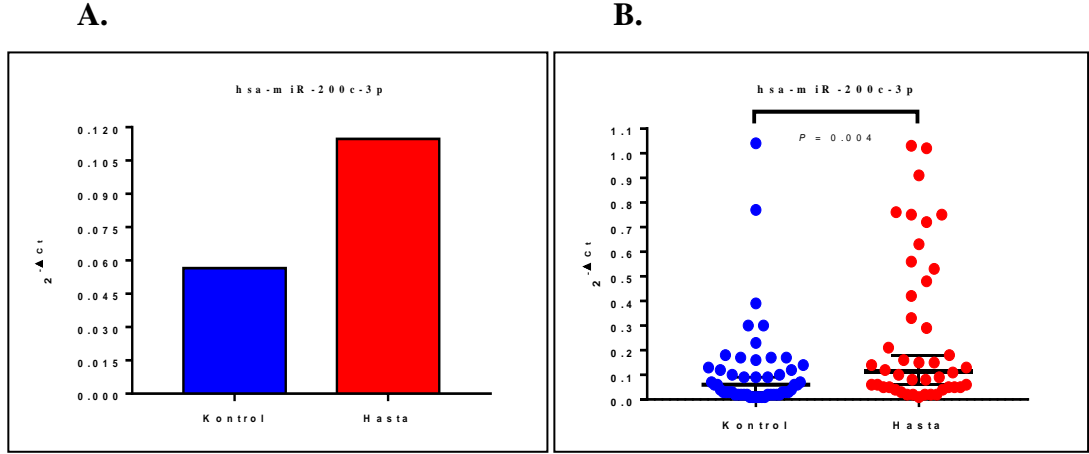 A.
hsa-miR-200c-3p
0.120
0.105
0.090
0.075
0.060
0.045
0.030
0.015
0.000
2 -▲Ct
Kontrol Hasta
B.
hsa-miR-200c-3p
P = 0.004
1.1
1.0
0.9
0.8
0.7
0.6
0.5
0.4
0.3
0.2
0.1
0.0
2 -▲Ct
Kontrol Hasta